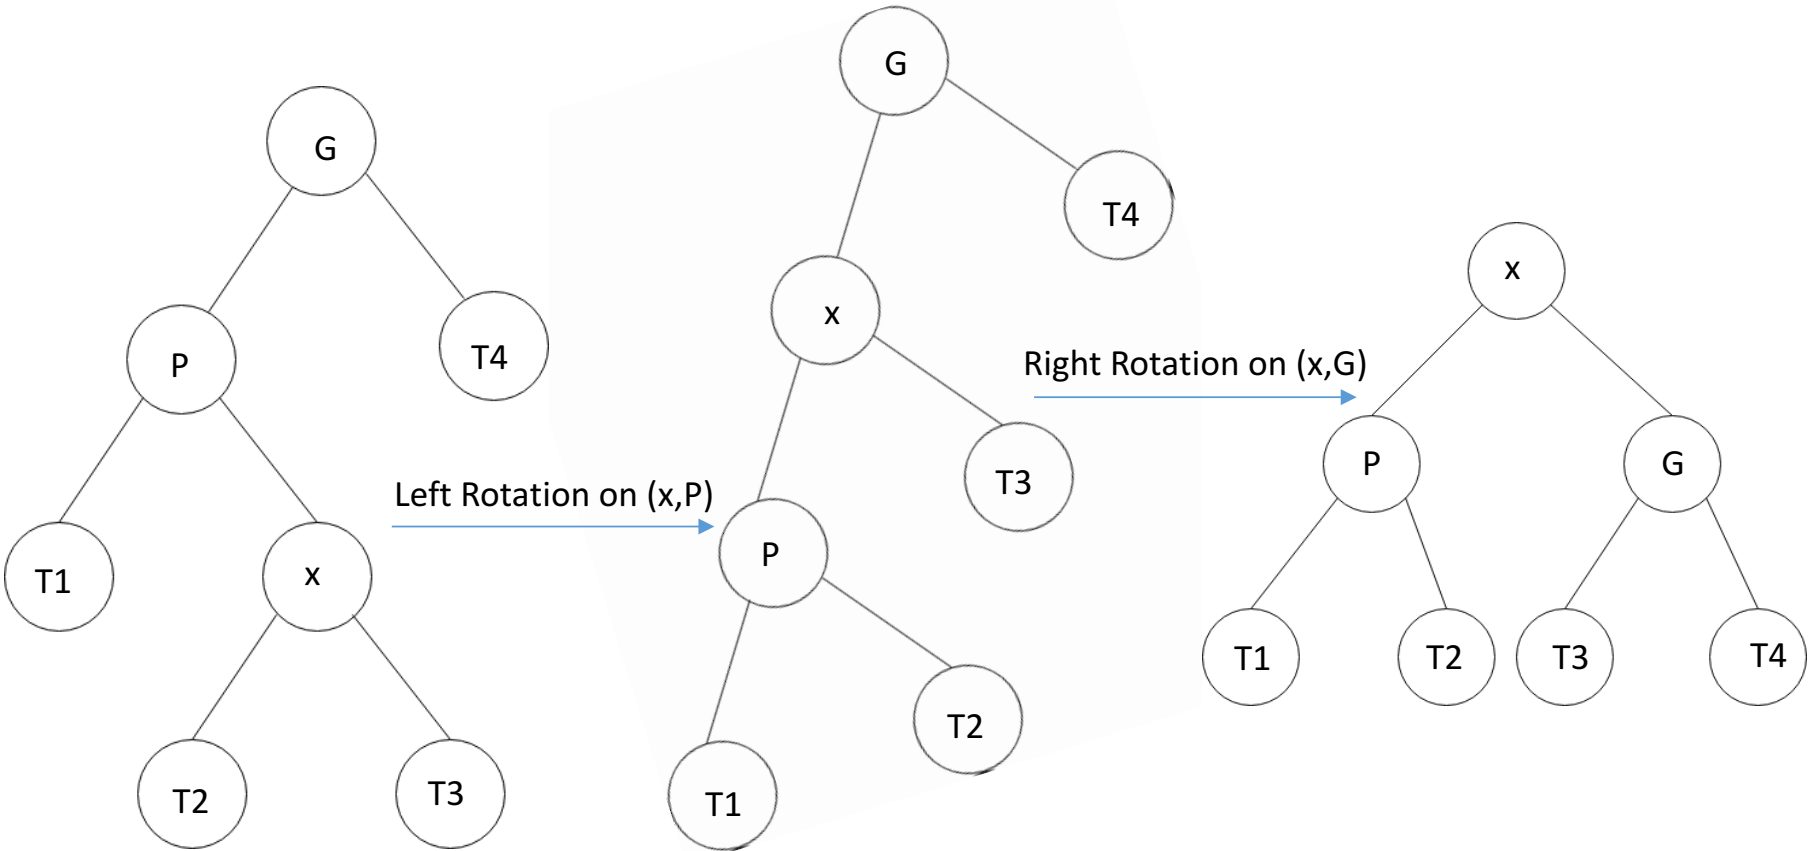 G
P
T4
T1
x
T2
T3
Left Rotation on (x,P)
G
T4
x
T3
P
T2
T1
Right Rotation on (x,G)
x
P
G
T1
T2
T3
T4